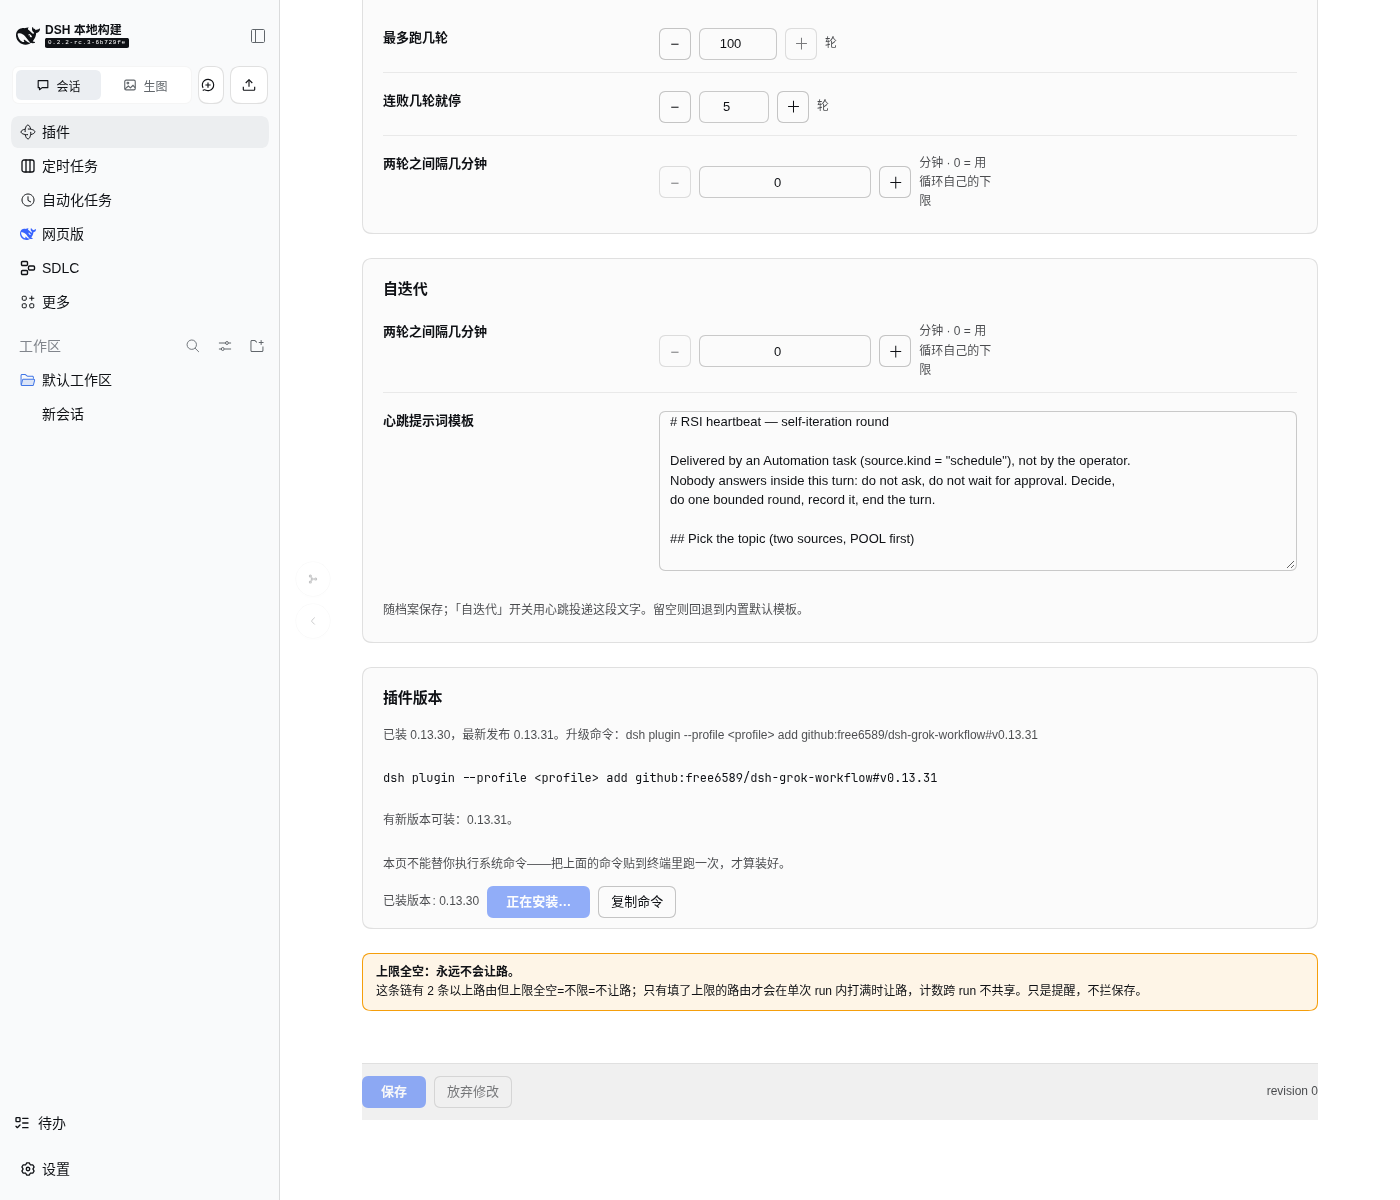 DSH 本地构建
0.2.2-rc.3-6b729fe
会话
生图
插件
定时任务
自动化任务
网页版
SDLC
更多
工作区
默认工作区
新会话
待办
设置
最多跑几轮
− 100 + 轮
连败几轮就停
− 5 + 轮
两轮之间隔几分钟
− 0 +
分钟 · 0 = 用
循环自己的下
限
自迭代
两轮之间隔几分钟
− 0 +
分钟 · 0 = 用
循环自己的下
限
心跳提示词模板
# RSI heartbeat — self-iteration round
Delivered by an Automation task (source.kind = "schedule"), not by the operator.
Nobody answers inside this turn: do not ask, do not wait for approval. Decide,
do one bounded round, record it, end the turn.
## Pick the topic (two sources, POOL first)
随档案保存；「自迭代」开关用心跳投递这段文字。留空则回退到内置默认模板。
插件版本
已装 0.13.30，最新发布 0.13.31。升级命令：dsh plugin --profile <profile> add github:free6589/dsh-grok-workflow#v0.13.31
dsh plugin --profile <profile> add github:free6589/dsh-grok-workflow#v0.13.31
有新版本可装：0.13.31。
本页不能替你执行系统命令——把上面的命令贴到终端里跑一次，才算装好。
已装版本: 0.13.30 正在安装… 复制命令
上限全空：永远不会让路。
这条链有 2 条以上路由但上限全空=不限=不让路；只有填了上限的路由才会在单次 run 内打满时让路，计数跨 run 不共享。只是提醒，不拦保存。
保存 放弃修改 revision 0